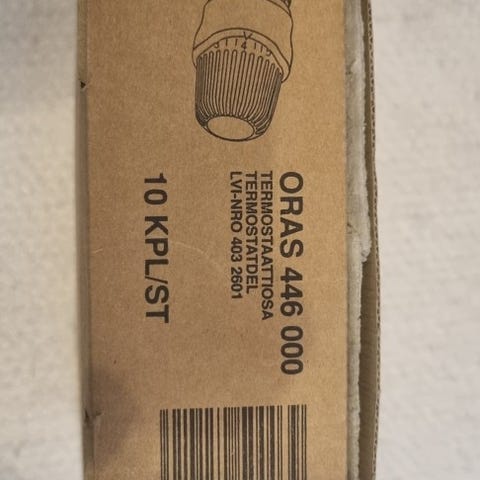 ORAS 446 000
TERMOSTAATTIOSA
TERMOSTATDEL
LVI-NRO 403 2601
10 KPL/ST